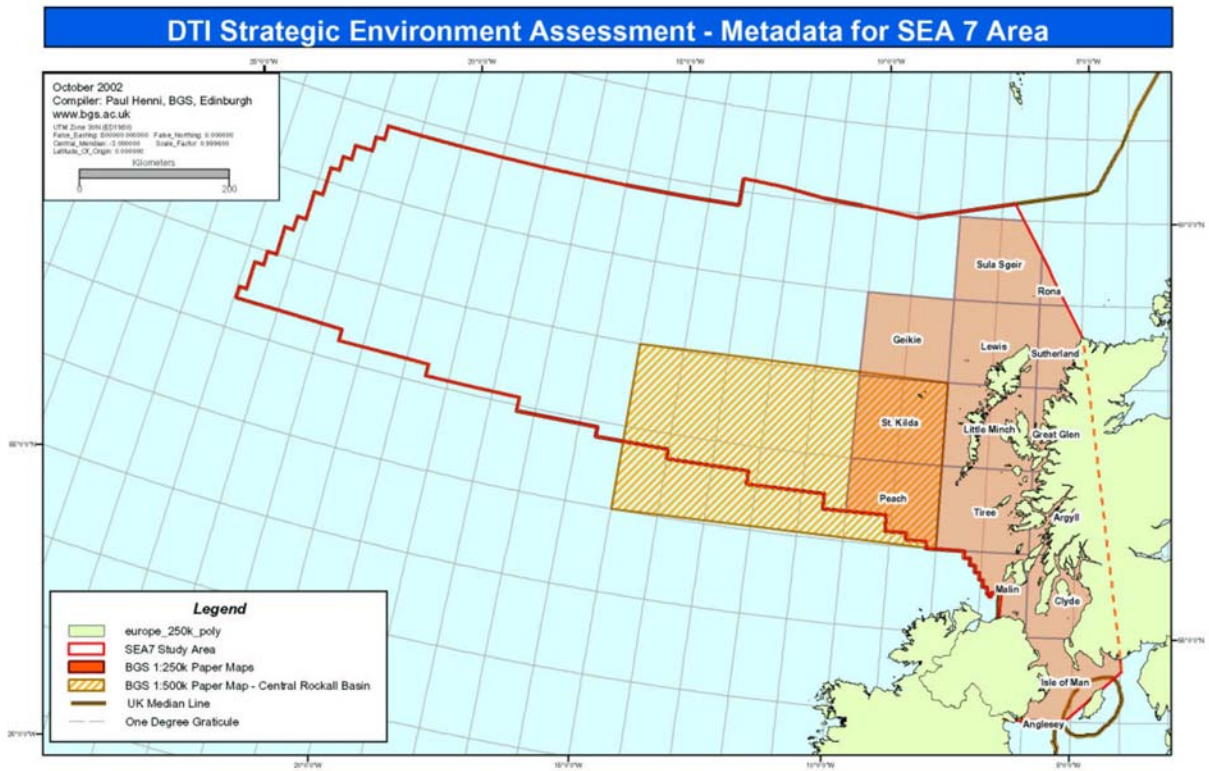 DTI Strategic Environment Assessment - Metadata for SEA 7 Area
October 2002
Compiler: Paul Henni, BGS, Edinburgh
www.bgs.ac.uk
Kilometers
0 200
Sula Sgeir
Rona
Geikie
Lewis
Sutherland
St. Kilda
Little Minch
Great Glen
Peach
Tiree
Argyll
Malin
Clyde
Isle of Man
Anglesey
Legend
europe_250k_poly
SEA7 Study Area
BGS 1:250k Paper Maps
BGS 1:500k Paper Map - Central Rockall Basin
UK Median Line
One Degree Graticule